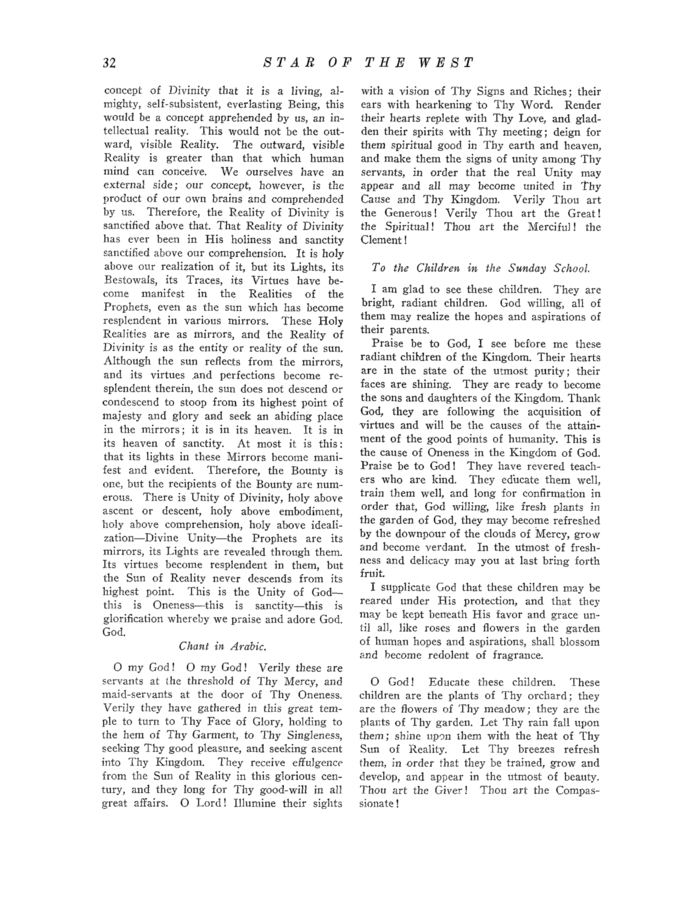 32
STAR OF THE WEST
concept of Divinity that it is a living, al-
mighty, self-subsistent, everlasting Being, this
would be a concept apprehended by us, an in-
tellectual reality. This would not be the out-
ward, visible Reality. The outward, visible
Reality is greater than that which human
mind can conceive. We ourselves have an
external side; our concept, however, is the
product of our own brains and comprehended
by us. Therefore, the Reality of Divinity is
sanctified above that. That Reality of Divinity
has ever been in His holiness and sanctity
sanctified above our comprehension. It is holy
above our realization of it, but its Lights, its
Bestowals, its Traces, its Virtues have be-
come manifest in the Realities of the
Prophets, even as the sun which has become
resplendent in various mirrors. These Holy
Realities are as mirrors, and the Reality of
Divinity is as the entity or reality of the sun.
Although the sun reflects from the mirrors,
and its virtues and perfections become re-
splendent therein, the sun does not descend or
condescend to stoop from its highest point of
majesty and glory and seek an abiding place
in the mirrors; it is in its heaven. It is in
its heaven of sanctity. At most it is this:
that its lights in these Mirrors become mani-
fest and evident. Therefore, the Bounty is
one, but the recipients of the Bounty are num-
erous. There is Unity of Divinity, holy above
ascent or descent, holy above embodiment,
holy above comprehension, holy above ideali-
zation—Divine Unity—the Prophets are its
mirrors, its Lights are revealed through them.
Its virtues become resplendent in them, but
the Sun of Reality never descends from its
highest point. This is the Unity of God—
this is Oneness—this is sanctity—this is
glorification whereby we praise and adore God.
God.
Chant in Arabic.
O my God! O my God! Verily these are
servants at the threshold of Thy Mercy, and
maid-servants at the door of Thy Oneness.
Verily they have gathered in this great tem-
ple to turn to Thy Face of Glory, holding to
the hem of Thy Garment, to Thy Singleness,
seeking Thy good pleasure, and seeking ascent
into Thy Kingdom. They receive effulgence
from the Sun of Reality in this glorious cen-
tury, and they long for Thy good-will in all
great affairs. O Lord! Illumine their sights
with a vision of Thy Signs and Riches; their
ears with hearkening to Thy Word. Render
their hearts replete with Thy Love, and glad-
den their spirits with Thy meeting; deign for
them spiritual good in Thy earth and heaven,
and make them the signs of unity among Thy
servants, in order that the real Unity may
appear and all may become united in Thy
Cause and Thy Kingdom. Verily Thou art
the Generous! Verily Thou art the Great!
the Spiritual! Thou art the Merciful! the
Clement!
To the Children in the Sunday School.
I am glad to see these children. They are
bright, radiant children. God willing, all of
them may realize the hopes and aspirations of
their parents.
Praise be to God, I see before me these
radiant children of the Kingdom. Their hearts
are in the state of the utmost purity; their
faces are shining. They are ready to become
the sons and daughters of the Kingdom. Thank
God, they are following the acquisition of
virtues and will be the causes of the attain-
ment of the good points of humanity. This is
the cause of Oneness in the Kingdom of God.
Praise be to God! They have revered teach-
ers who are kind. They educate them well,
train them well, and long for confirmation in
order that, God willing, like fresh plants in
the garden of God, they may become refreshed
by the downpour of the clouds of Mercy, grow
and become verdant. In the utmost of fresh-
ness and delicacy may you at last bring forth
fruit.
I supplicate God that these children may be
reared under His protection, and that they
may be kept beneath His favor and grace un-
til all, like roses and flowers in the garden
of human hopes and aspirations, shall blossom
and become redolent of fragrance.
O God! Educate these children. These
children are the plants of Thy orchard; they
are the flowers of Thy meadow; they are the
plants of Thy garden. Let Thy rain fall upon
them; shine upon them with the heat of Thy
Sun of Reality. Let Thy breezes refresh
them, in order that they be trained, grow and
develop, and appear in the utmost of beauty.
Thou art the Giver! Thou art the Compas-
sionate!